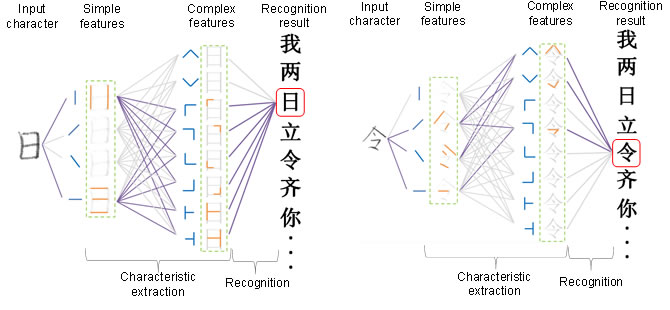 Input character
Simple features
Complex features
Recognition result
日
我
两
日
立
令
齐
你
Characteristic extraction
Recognition
Input character
Simple features
Complex features
Recognition result
令
我
两
日
立
令
齐
你
Characteristic extraction
Recognition